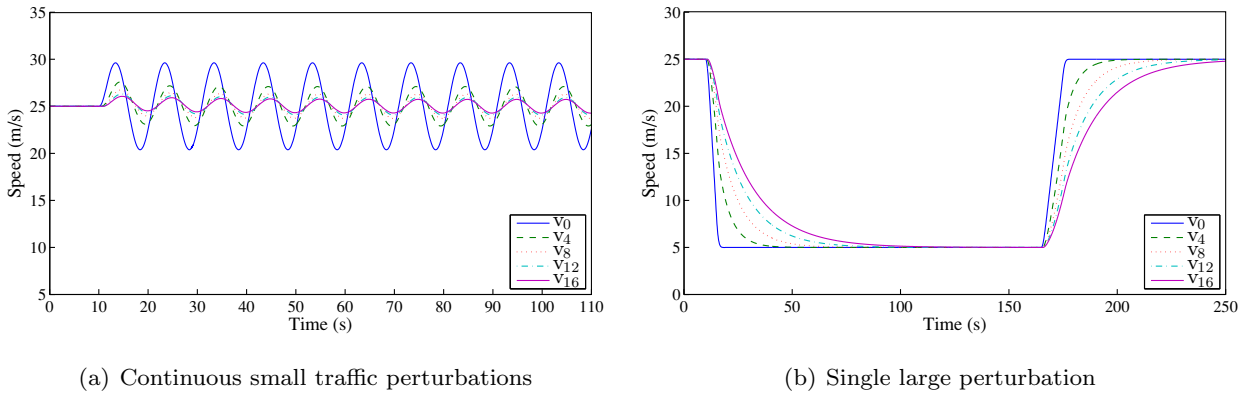 35
30
25
20
15
10
5
0 10 20 30 40 50 60 70 80 90 100 110
Speed (m/s)
Time (s)
v0
v4
v8
v12
v16
(a) Continuous small traffic perturbations
30
25
20
15
10
5
0
0 50 100 150 200 250
Speed (m/s)
Time (s)
v0
v4
v8
v12
v16
(b) Single large perturbation